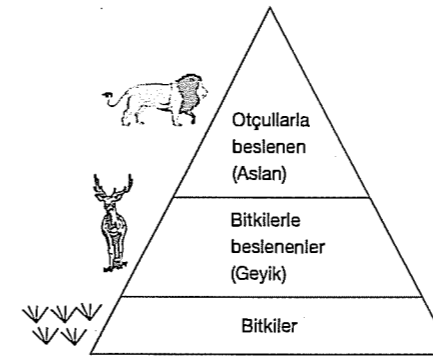 Otçullarla
beslenen
(Aslan)
Bitkilerle
beslenenler
(Geyik)
Bitkiler